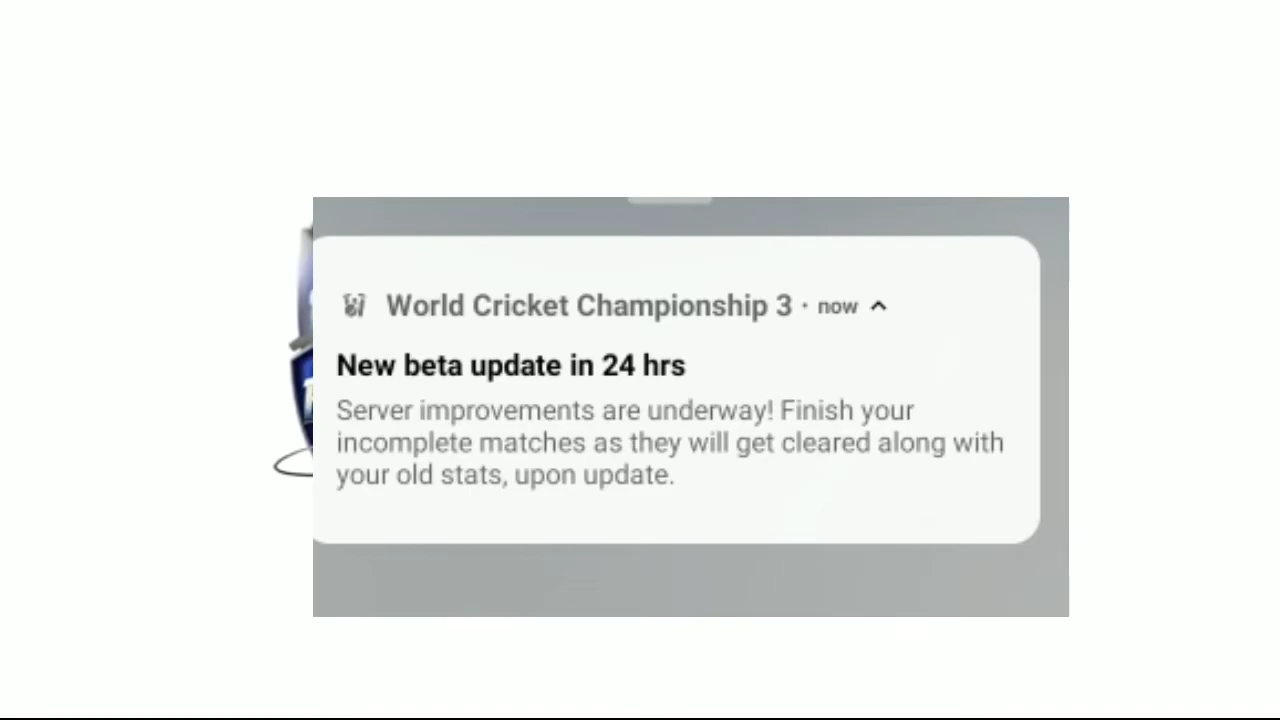 World Cricket Championship 3 · now
New beta update in 24 hrs
Server improvements are underway! Finish your
incomplete matches as they will get cleared along with
your old stats, upon update.